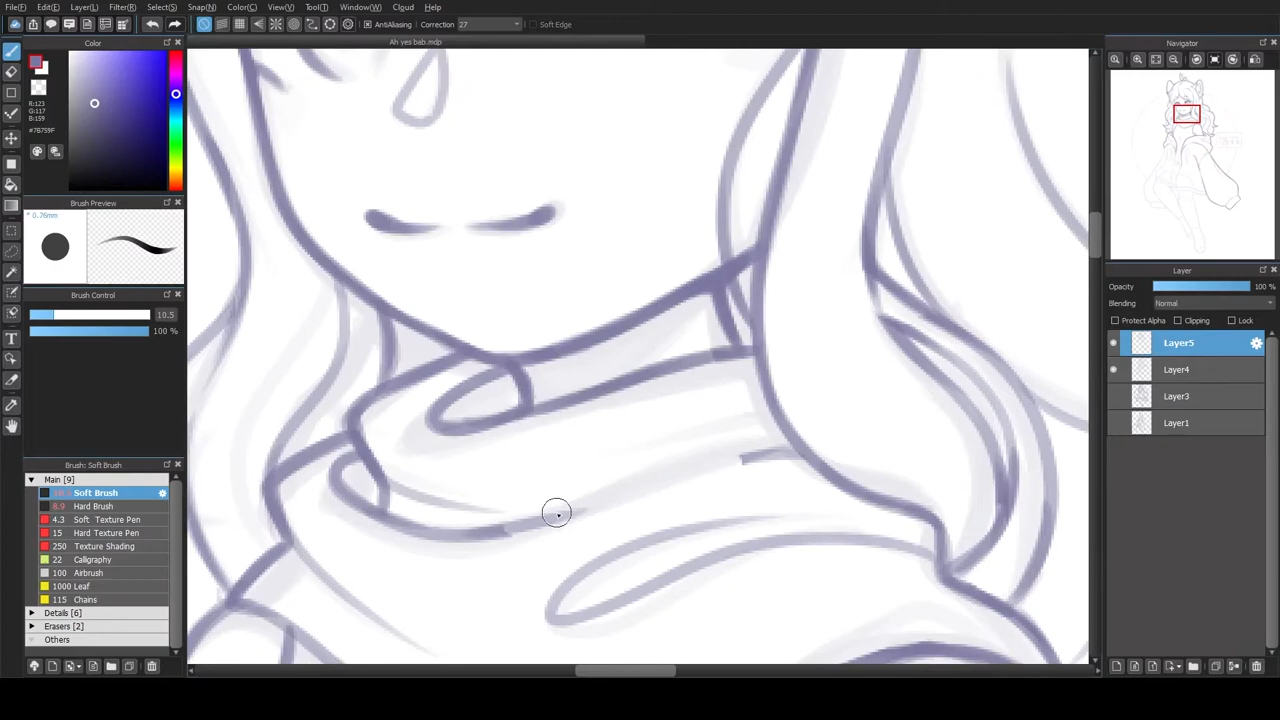 File(F) Edit(E) Layer(L) Filter(R) Select(S) Snap(N) Color(C) View(V) Tool(T) Window(W) Cloud Help
AntiAliasing Correction 27 Soft Edge
Color
Ah yes bab.mdp
Navigator
R:123
G:117
B:159
#7B759F
Brush Preview
* 0.76mm
Layer
Opacity 100 %
Brush Control
Blending Normal
10.5
Protect Alpha Clipping Lock
100 %
Layer5
Layer4
Layer3
Layer1
Brush: Soft Brush
Main [9]
Soft Brush
8.9 Hard Brush
4.3 Soft Texture Pen
15 Hard Texture Pen
250 Texture Shading
22 Calligraphy
100 Airbrush
1000 Leaf
115 Chains
Details [6]
Erasers [2]
Others